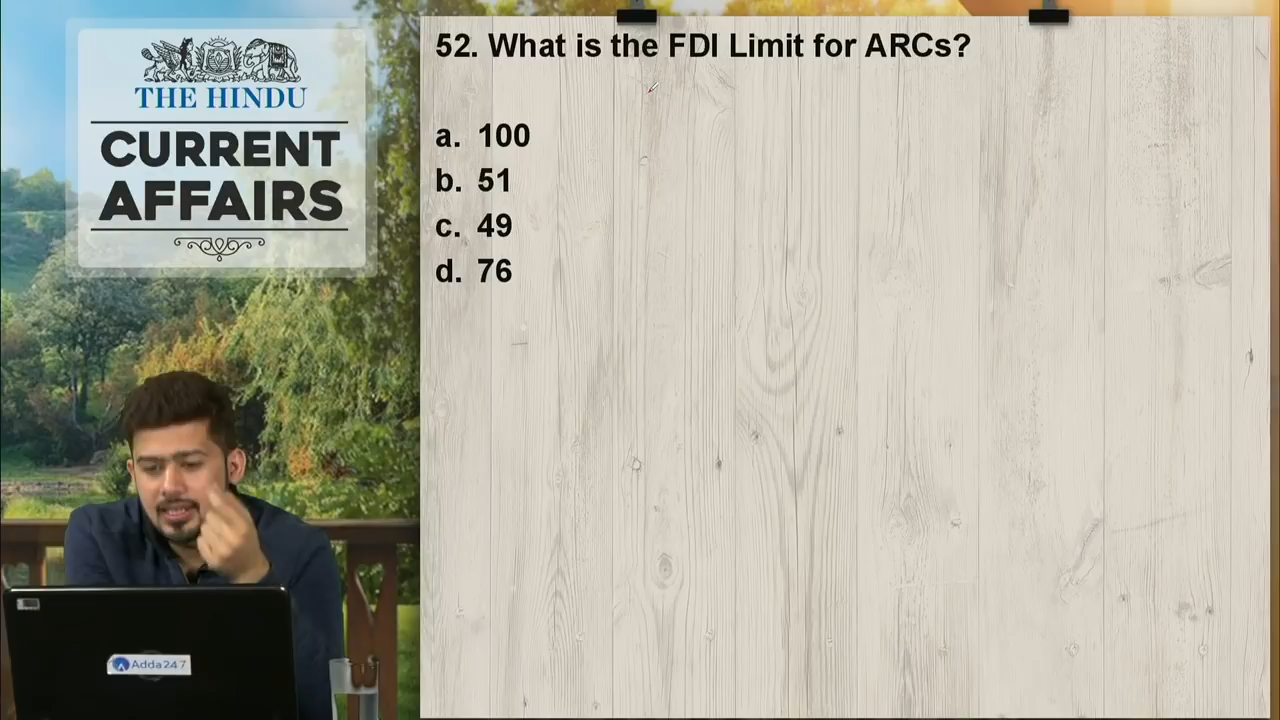 THE HINDU
CURRENT
AFFAIRS
52. What is the FDI Limit for ARCs?
a. 100
b. 51
c. 49
d. 76
Adda247